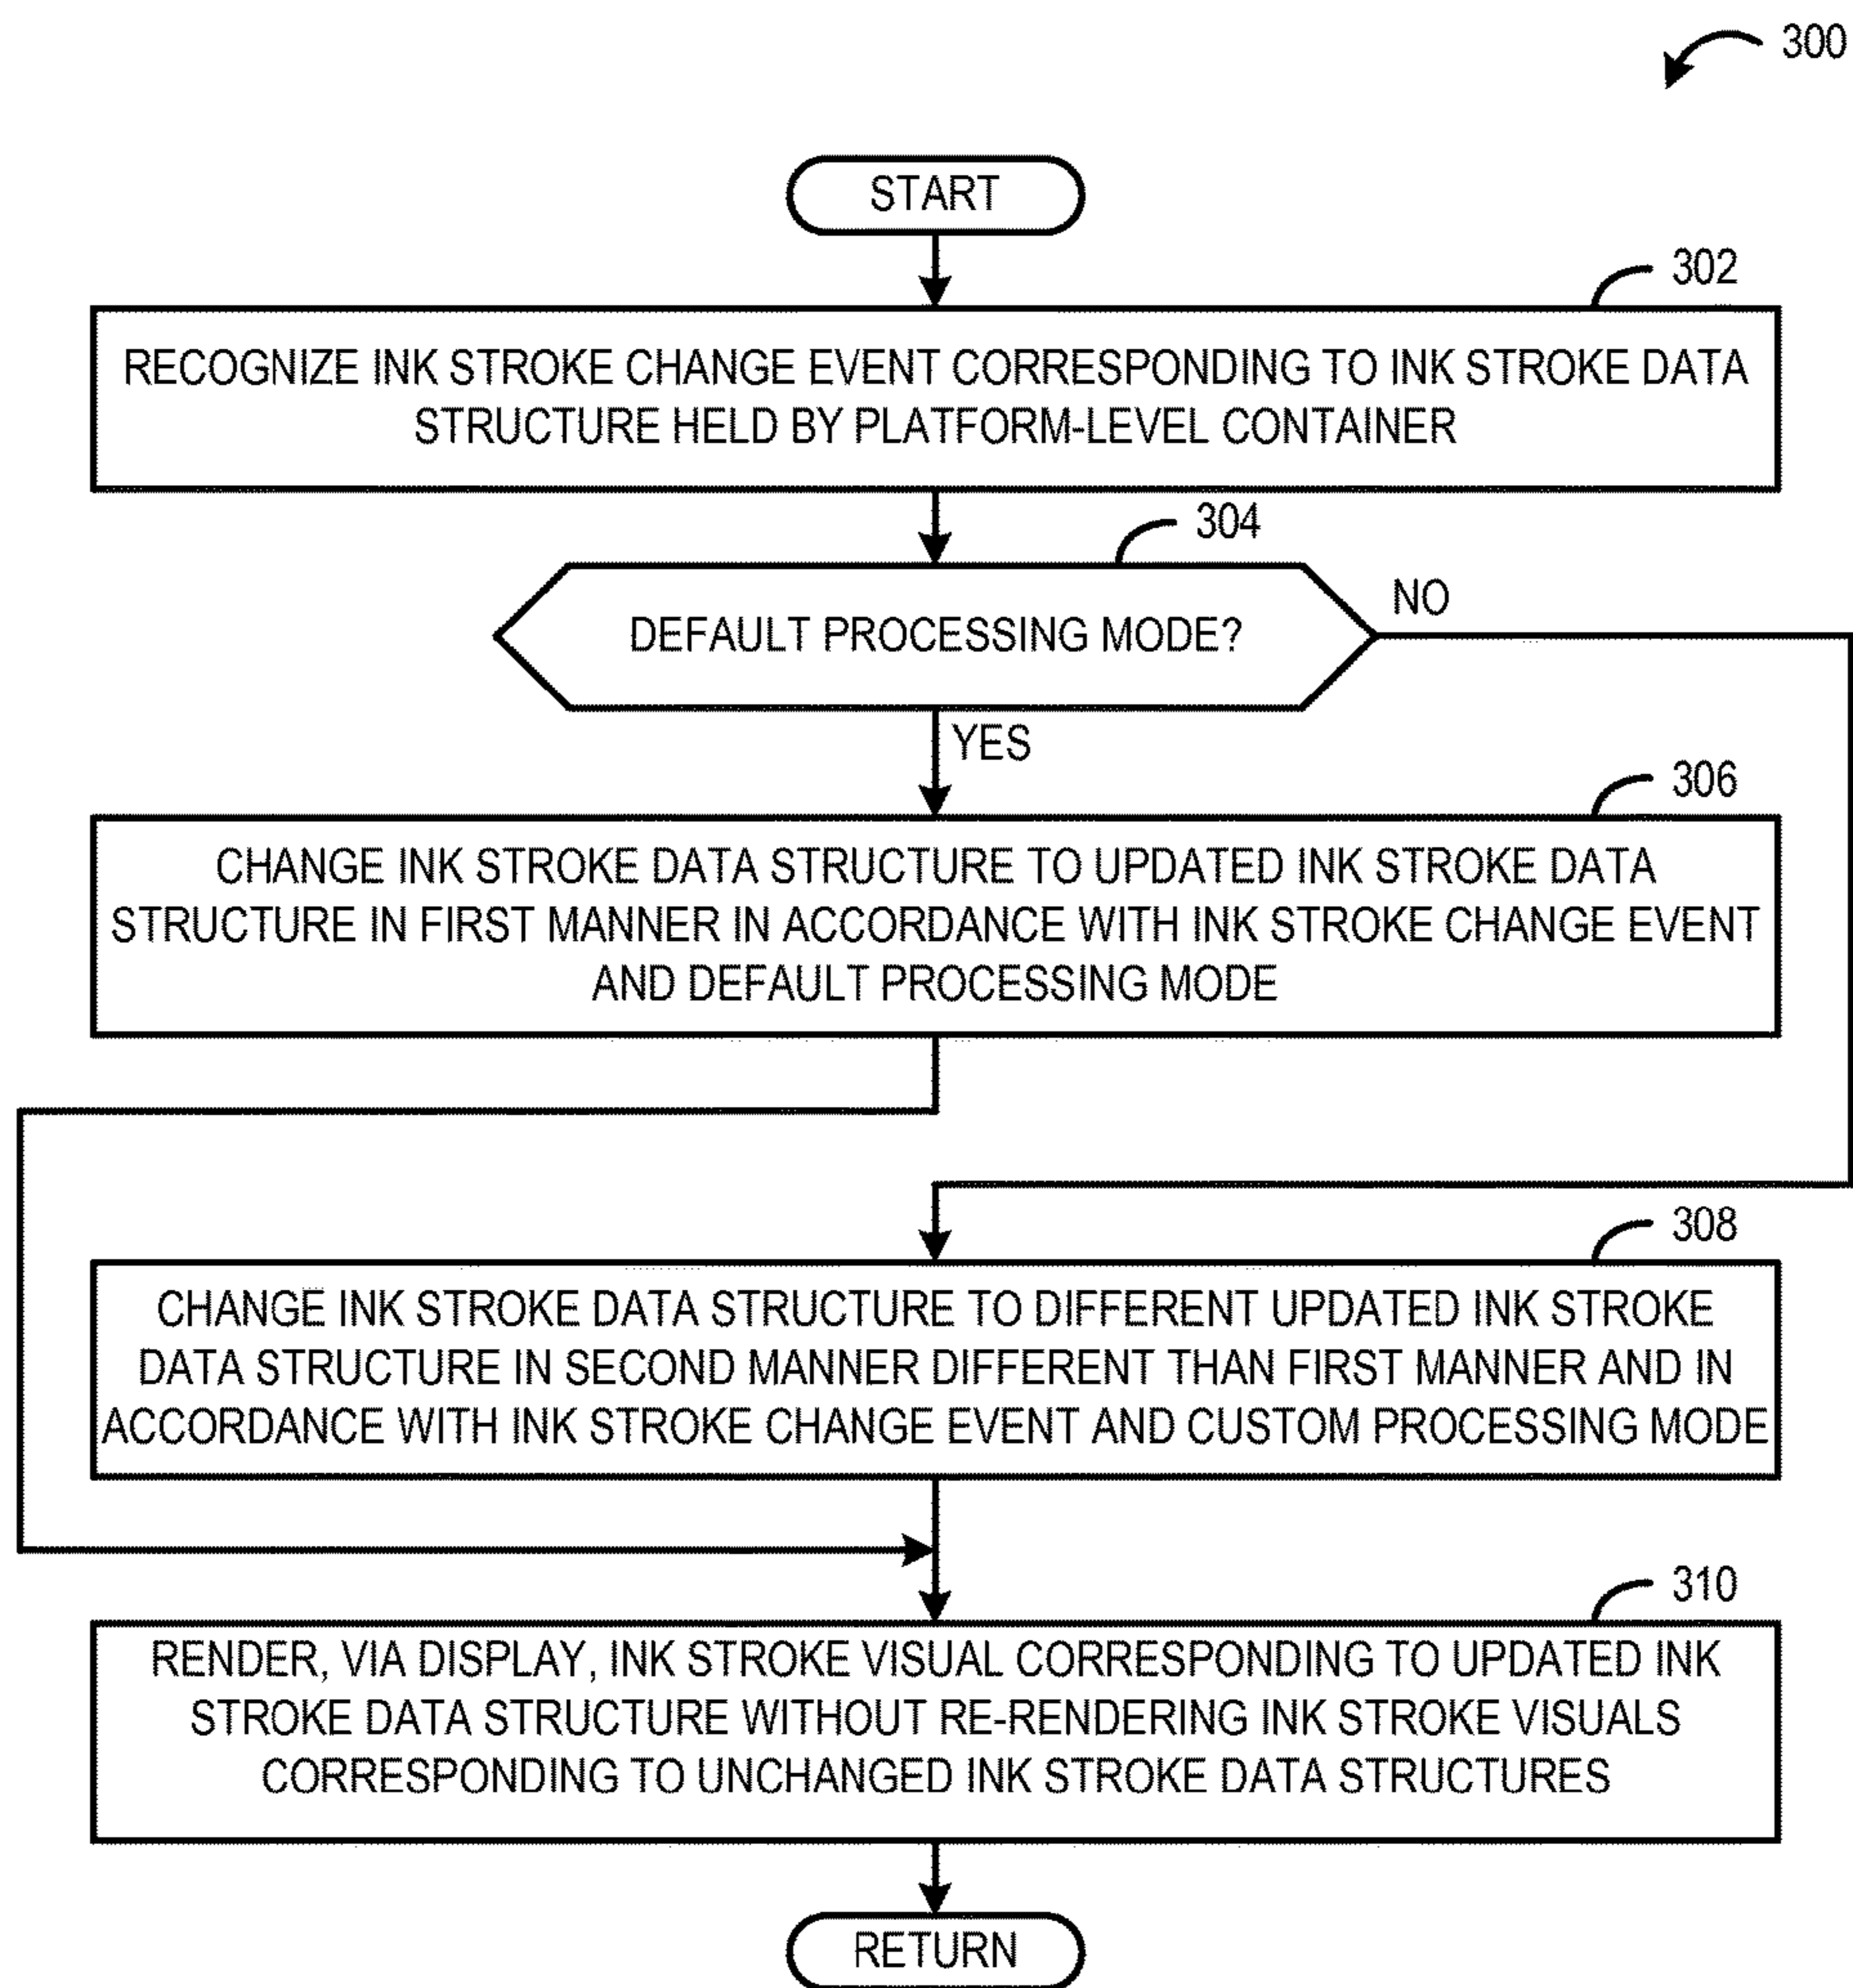 300
START
302
RECOGNIZE INK STROKE CHANGE EVENT CORRESPONDING TO INK STROKE DATA
STRUCTURE HELD BY PLATFORM-LEVEL CONTAINER
304
DEFAULT PROCESSING MODE?
NO
YES
306
CHANGE INK STROKE DATA STRUCTURE TO UPDATED INK STROKE DATA
STRUCTURE IN FIRST MANNER IN ACCORDANCE WITH INK STROKE CHANGE EVENT
AND DEFAULT PROCESSING MODE
308
CHANGE INK STROKE DATA STRUCTURE TO DIFFERENT UPDATED INK STROKE
DATA STRUCTURE IN SECOND MANNER DIFFERENT THAN FIRST MANNER AND IN
ACCORDANCE WITH INK STROKE CHANGE EVENT AND CUSTOM PROCESSING MODE
310
RENDER, VIA DISPLAY, INK STROKE VISUAL CORRESPONDING TO UPDATED INK
STROKE DATA STRUCTURE WITHOUT RE-RENDERING INK STROKE VISUALS
CORRESPONDING TO UNCHANGED INK STROKE DATA STRUCTURES
RETURN